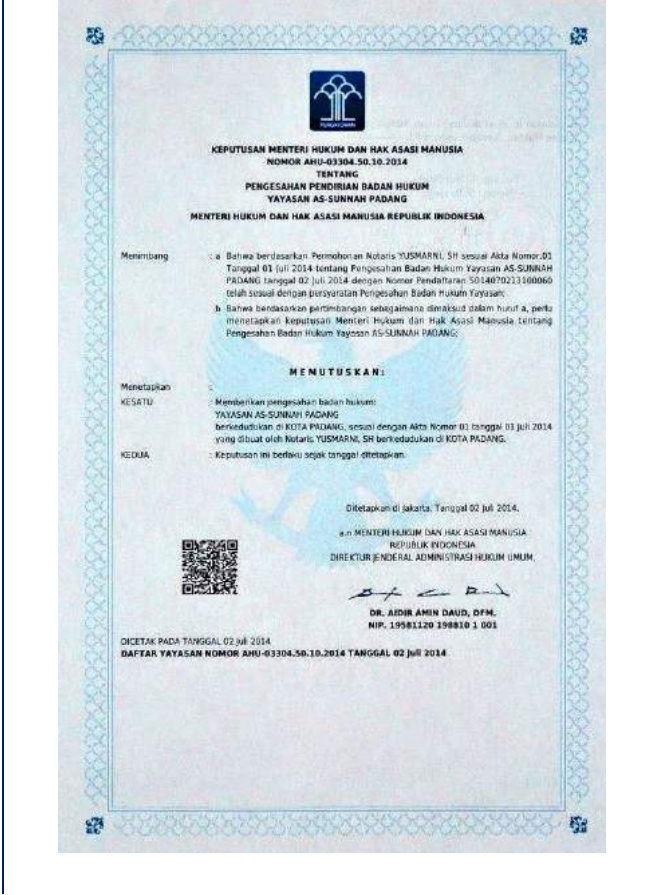 PENGAYOMAN
KEPUTUSAN MENTERI HUKUM DAN HAK ASASI MANUSIA
NOMOR AHU-03304.50.10.2014
TENTANG
PENGESAHAN PENDIRIAN BADAN HUKUM
YAYASAN AS-SUNNAH PADANG
MENTERI HUKUM DAN HAK ASASI MANUSIA REPUBLIK INDONESIA
Menimbang : a Bahwa berdasarkan Permohonan Notaris YUSMARNI, SH sesuai Akta Nomor.01
Tanggal 01 Juli 2014 tentang Pengesahan Badan Hukum Yayasan AS-SUNNAH
PADANG tanggal 02 Juli 2014 dengan Nomor Pendaftaran 5014070213100060
telah sesuai dengan persyaratan Pengesahan Badan Hukum Yayasan;
b Bahwa berdasarkan pertimbangan sebagaimana dimaksud dalam huruf a, perlu
menetapkan keputusan Menteri Hukum dan Hak Asasi Manusia tentang
Pengesahan Badan Hukum Yayasan AS-SUNNAH PADANG;
MEMUTUSKAN:
Menetapkan :
KESATU : Memberikan pengesahan badan hukum:
YAYASAN AS-SUNNAH PADANG
berkedudukan di KOTA PADANG, sesuai dengan Akta Nomor 01 tanggal 01 Juli 2014
yang dibuat oleh Notaris YUSMARNI, SH berkedudukan di KOTA PADANG.
KEDUA : Keputusan ini berlaku sejak tanggal ditetapkan.
Ditetapkan di Jakarta, Tanggal 02 Juli 2014.
a.n MENTERI HUKUM DAN HAK ASASI MANUSIA
REPUBLIK INDONESIA
DIREKTUR JENDERAL ADMINISTRASI HUKUM UMUM,
DR. AIDIR AMIN DAUD, DFM.
NIP. 19581120 198810 1 001
DICETAK PADA TANGGAL 02 Juli 2014
DAFTAR YAYASAN NOMOR AHU-03304.50.10.2014 TANGGAL 02 Juli 2014